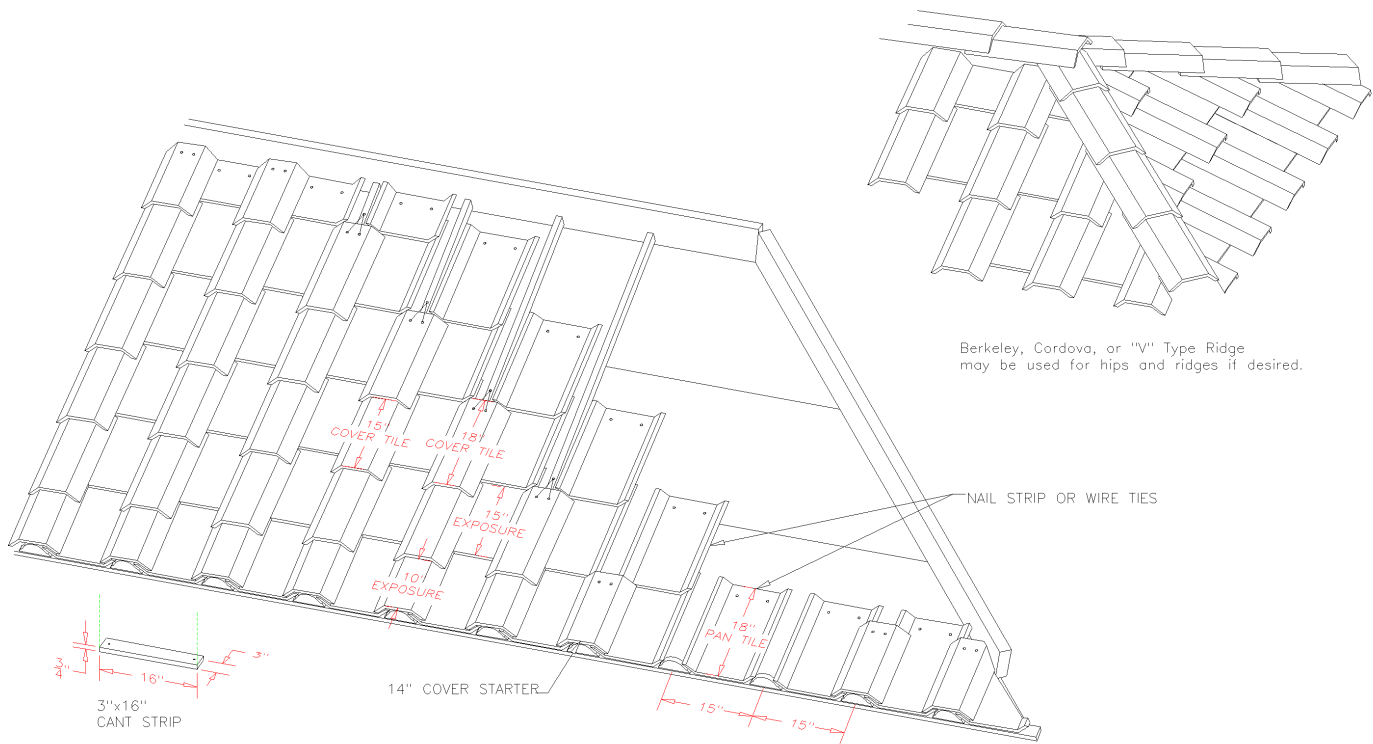 Berkeley, Cordova, or "V" Type Ridge
may be used for hips and ridges if desired.
15"
COVER TILE
18"
COVER TILE
NAIL STRIP OR WIRE TIES
15"
EXPOSURE
10"
EXPOSURE
18"
PAN TILE
3/4"
3"
16"
3"x16"
CANT STRIP
14" COVER STARTER
15"
15"